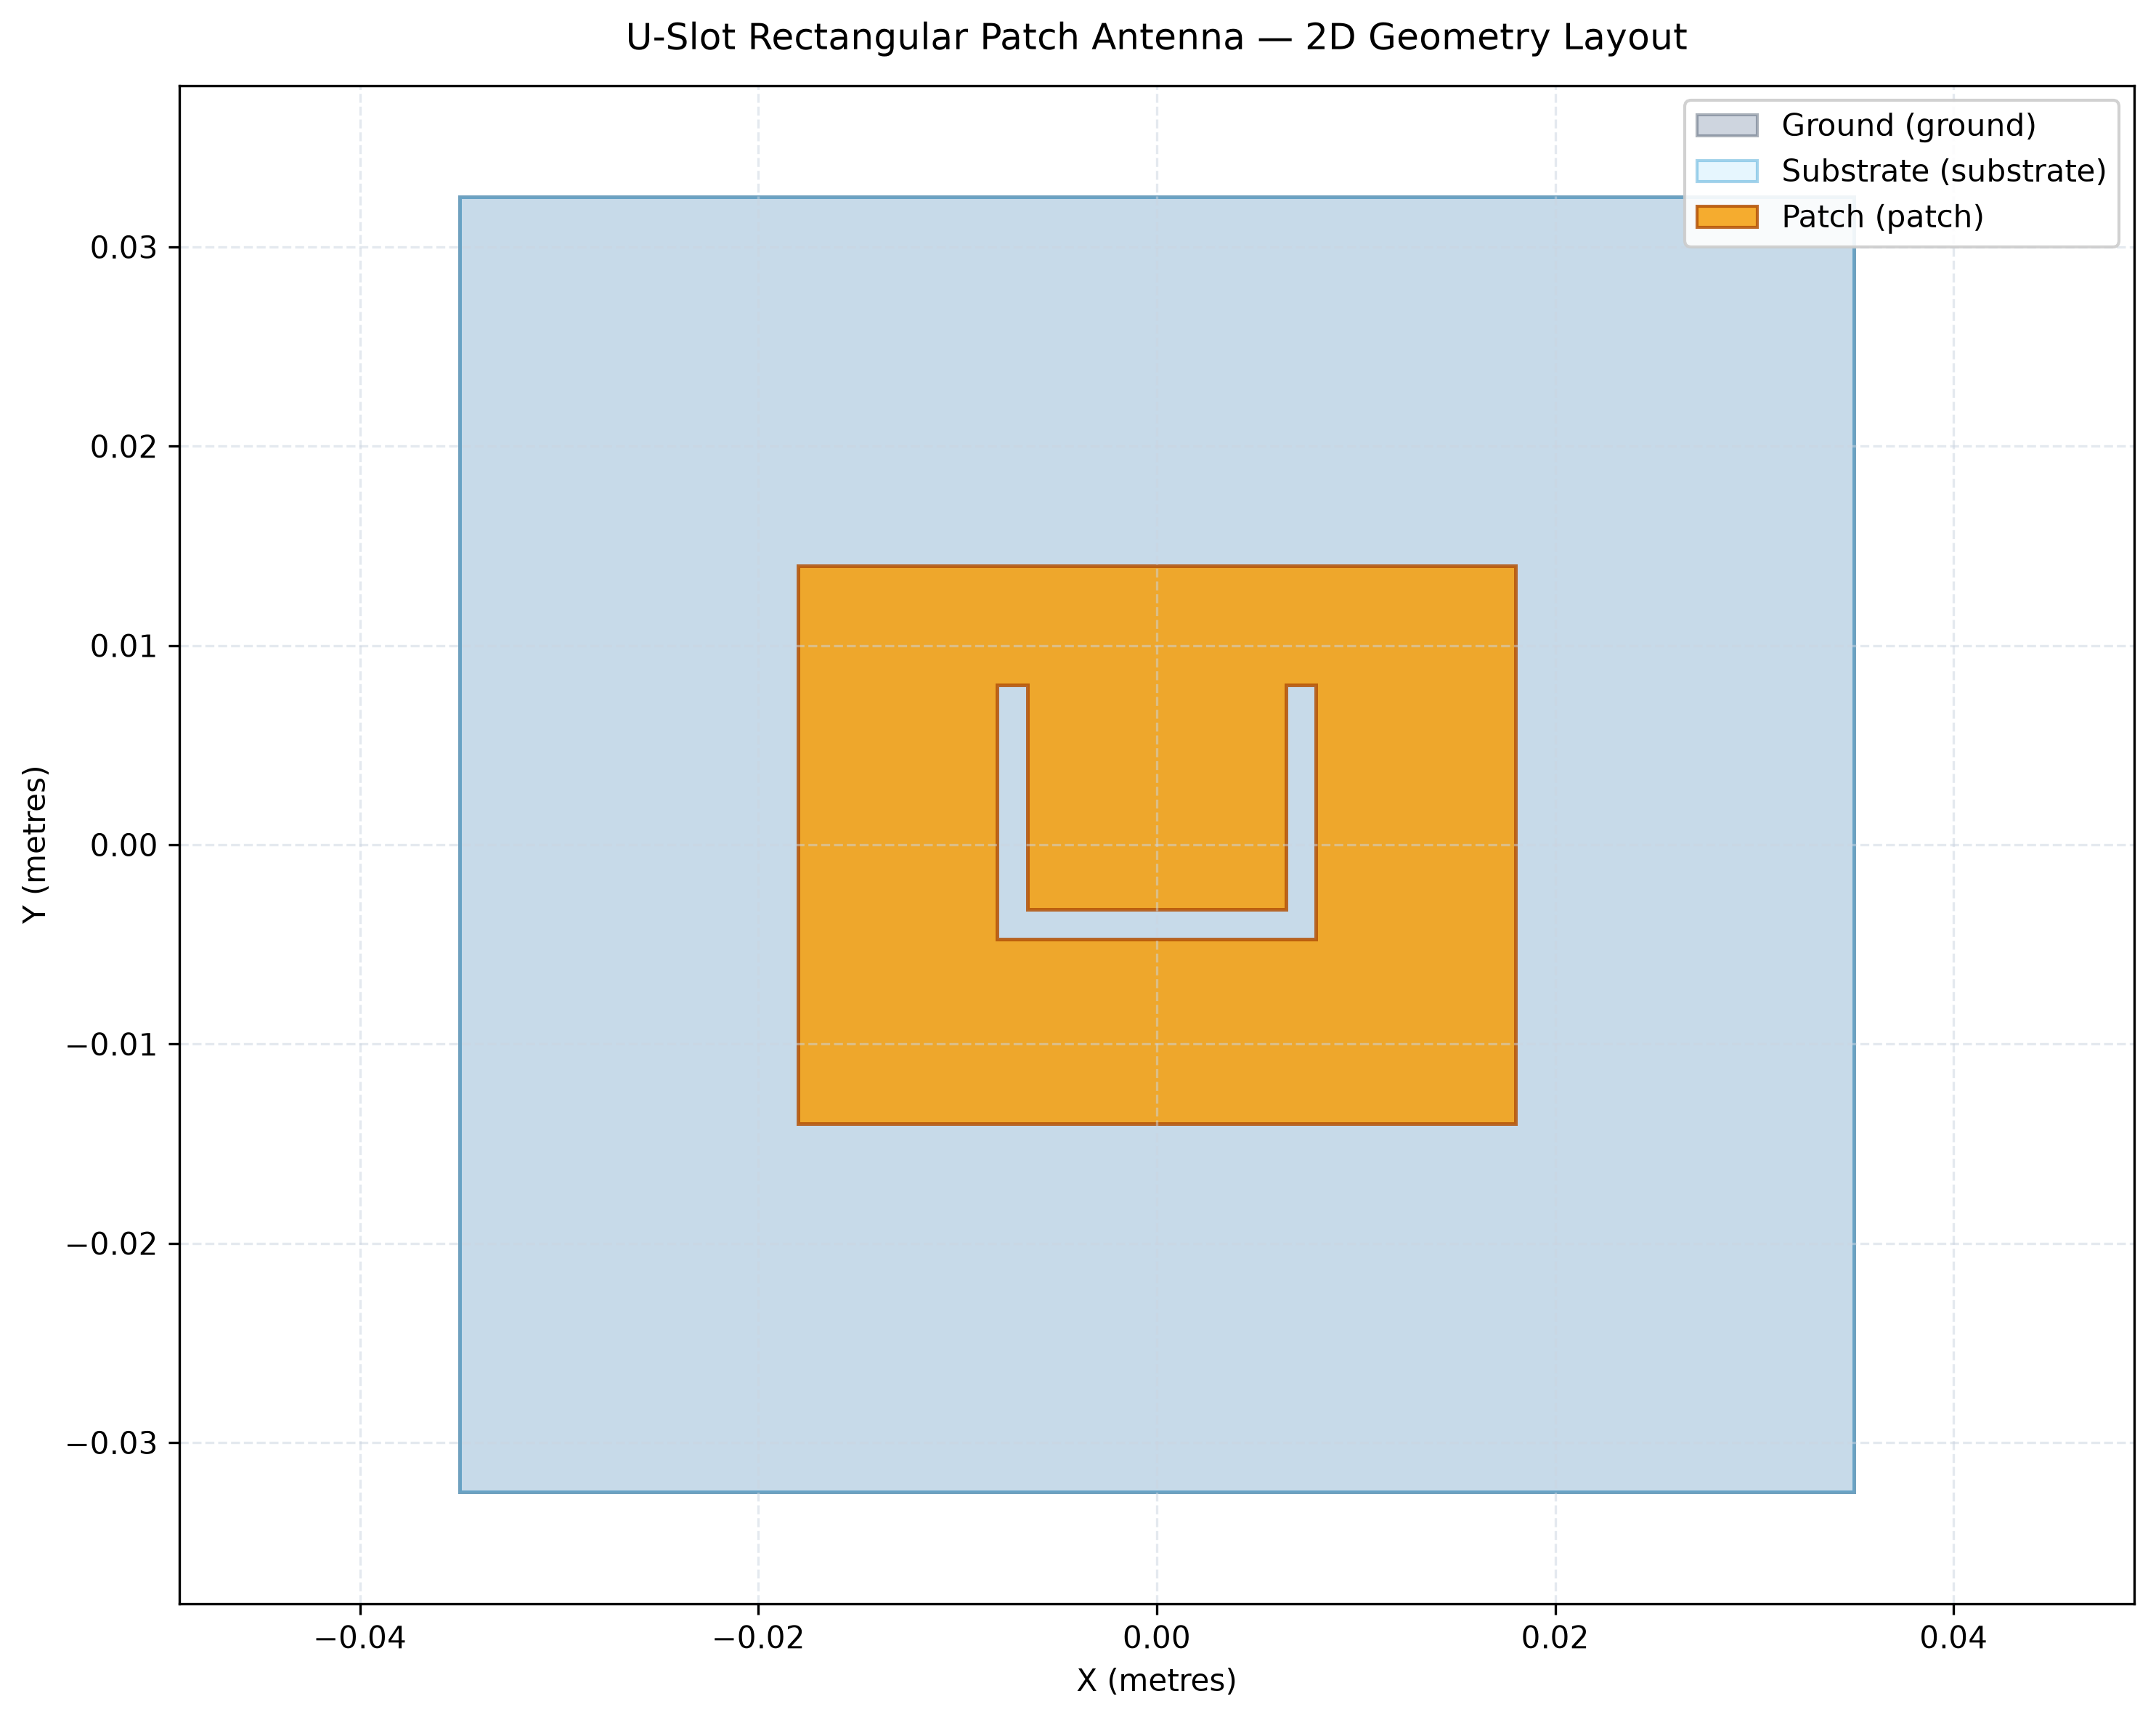 U-Slot Rectangular Patch Antenna — 2D Geometry Layout
Ground (ground)
Substrate (substrate)
Patch (patch)
0.03
0.02
0.01
0.00
−0.01
−0.02
−0.03
Y (metres)
−0.04
−0.02
0.00
0.02
0.04
X (metres)